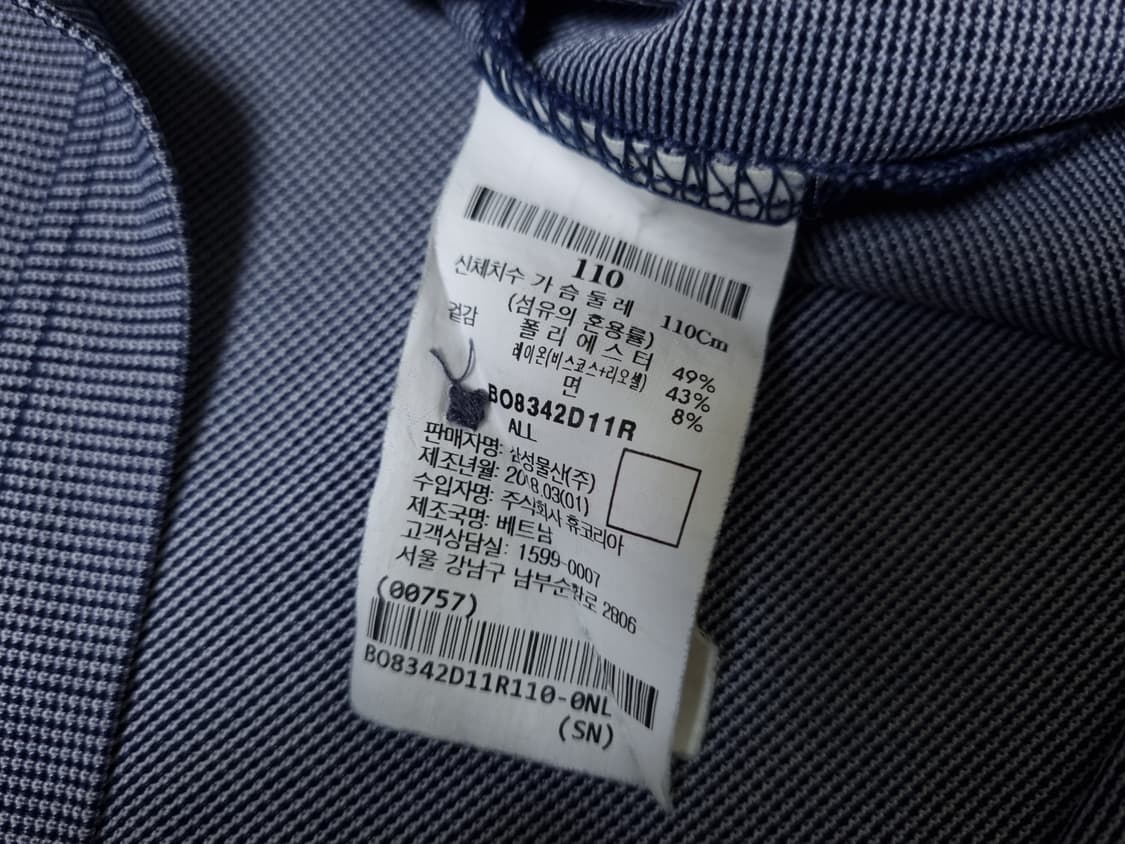 110
신체치수 가 슴 둘 레 110Cm
(섬유의 혼용률)
겉감 폴 리 에 스 터 49%
레이온(비스코스+리오셀) 43%
면 8%
BO8342D11R
ALL
판매자명: 삼성물산(주)
제조년월: 2018.03(01)
수입자명: 주식회사 휴코리아
제조국명: 베트남
고객상담실: 1599-0007
서울 강남구 남부순환로 2806
(00757)
BO8342D11R110-0NL
(SN)